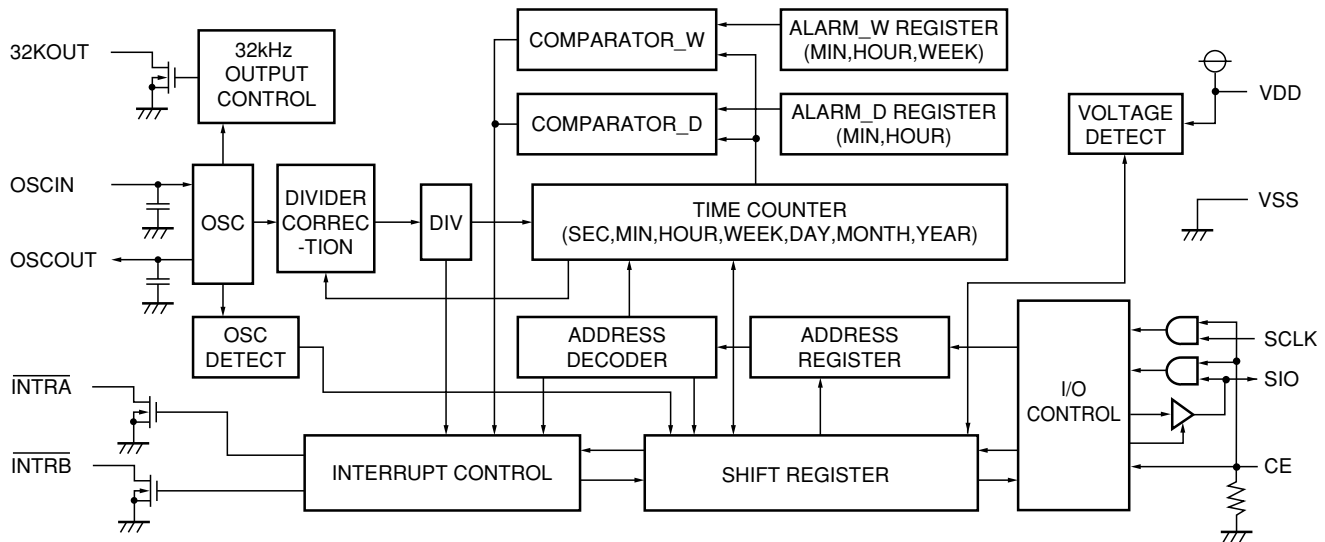 32KOUT
32kHz
OUTPUT
CONTROL
COMPARATOR_W
ALARM_W REGISTER
(MIN,HOUR,WEEK)
COMPARATOR_D
ALARM_D REGISTER
(MIN,HOUR)
VOLTAGE
DETECT
VDD
VSS
OSCIN
OSCOUT
OSC
DIVIDER
CORREC
-TION
DIV
TIME COUNTER
(SEC,MIN,HOUR,WEEK,DAY,MONTH,YEAR)
OSC
DETECT
ADDRESS
DECODER
ADDRESS
REGISTER
I/O
CONTROL
SCLK
SIO
CE
INTRA
INTRB
INTERRUPT CONTROL
SHIFT REGISTER